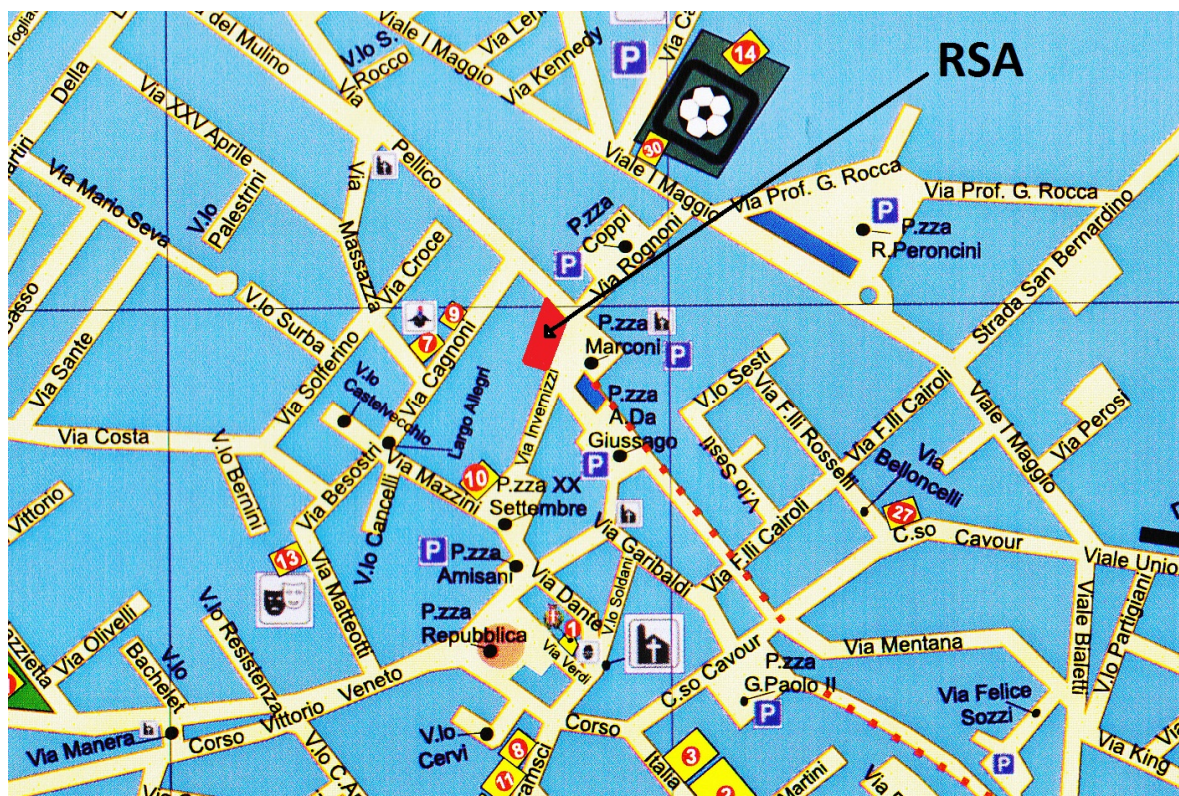 RSA
14
30
P
Viale I Maggio
Via Kennedy
V.lo S.
Rocco
Via
del Mulino
Della
Via XXV Aprile
Via Mario Seva
V.lo
Palestrini
Via
Massazza
Pellico
P.zza
Coppi
P
Via Rognoni
Viale I Maggio
Via Prof. G. Rocca
Via Prof. G. Rocca
P
P.zza
R.Peroncini
Strada San Bernardino
Via Croce
9
7
V.lo Surba
Via Solferino
Via Cagnoni
Via Sante
Via Costa
V.lo
Castelvecchio
Largo Allegri
Via Invernizzi
P.zza
Marconi
P
P.zza
A.Da
Giussago
P
V.lo Sesti
V.lo Sesti
Via F.lli Rosselli
Via F.lli Cairoli
Via F.lli Cairoli
Via
Belloncelli
27
Viale I Maggio
Via Perosi
C.so Cavour
Viale Unio
V.lo Bernini
Via Besostri
V.lo Cancelli
Via Mazzini
10
P.zza XX
Settembre
Vittorio
13
Via Matteotti
P
P.zza
Amisani
Via Garibaldi
Via Dante
V.lo Soldani
P.zza
Repubblica
1
Via Verdi
Via Olivelli
V.lo
Bachelet
V.lo Resistenza
Via Manera
Corso Vittorio Veneto
V.lo
Cervi
8
11
Corso
C.so Cavour
Italia
3
2
P.zza
G.Paolo II
P
Via Mentana
Via Felice
Sozzi
P
Viale Bialetti
V.lo Partigiani
Via King